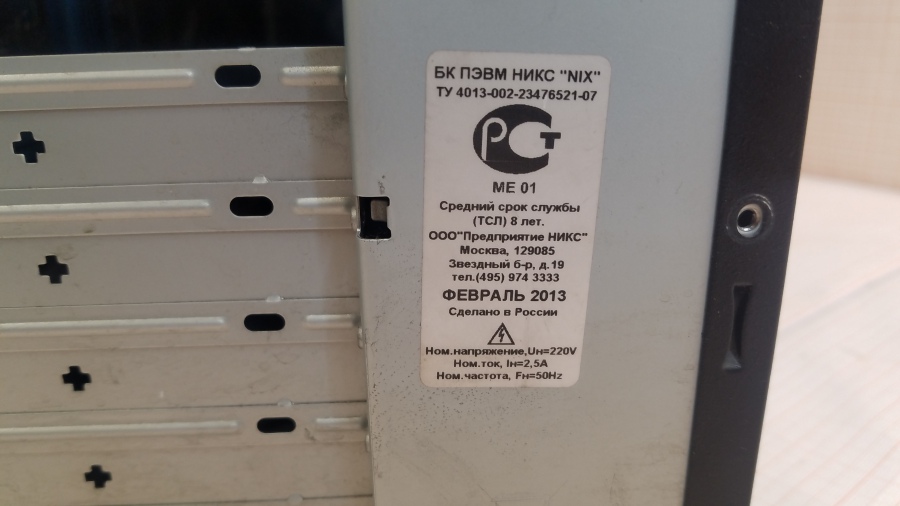 БК ПЭВМ НИКС "NIX"
ТУ 4013-002-23476521-07
РСТ
МЕ 01
Средний срок службы
(ТСЛ) 8 лет.
ООО"Предприятие НИКС"
Москва, 129085
Звездный б-р, д.19
тел.(495) 974 3333
ФЕВРАЛЬ 2013
Сделано в России
Ном.напряжение,Uн=220V
Ном.ток, Iн=2,5А
Ном.частота, Fн=50Hz